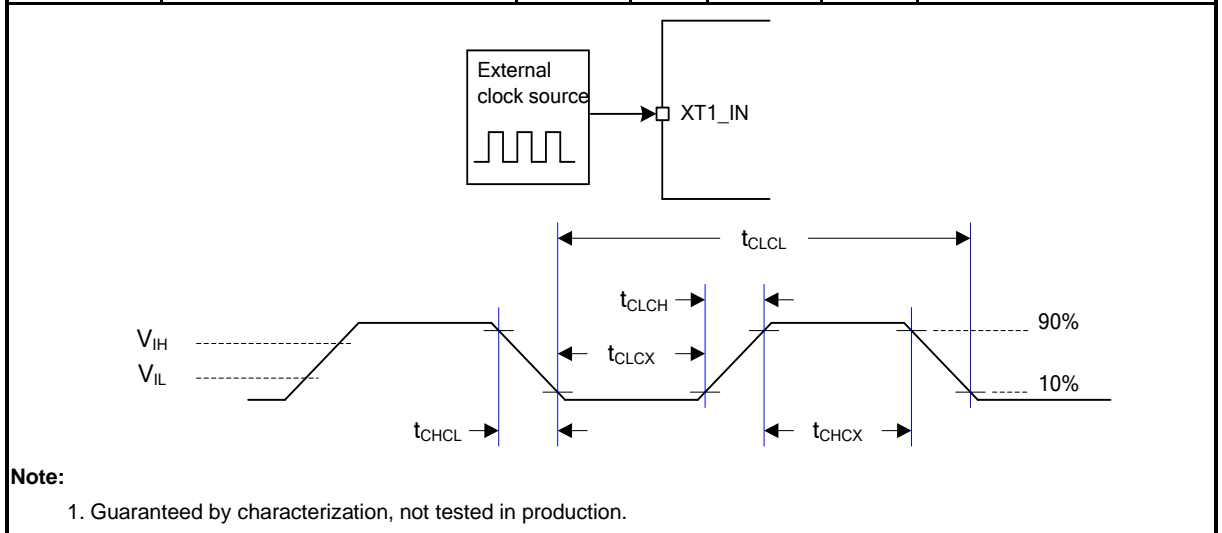 External
clock source
XT1_IN
tCLCL
tCLCH
90%
VIH
tCLCX
VIL
10%
tCHCL
tCHCX
Note:
1. Guaranteed by characterization, not tested in production.